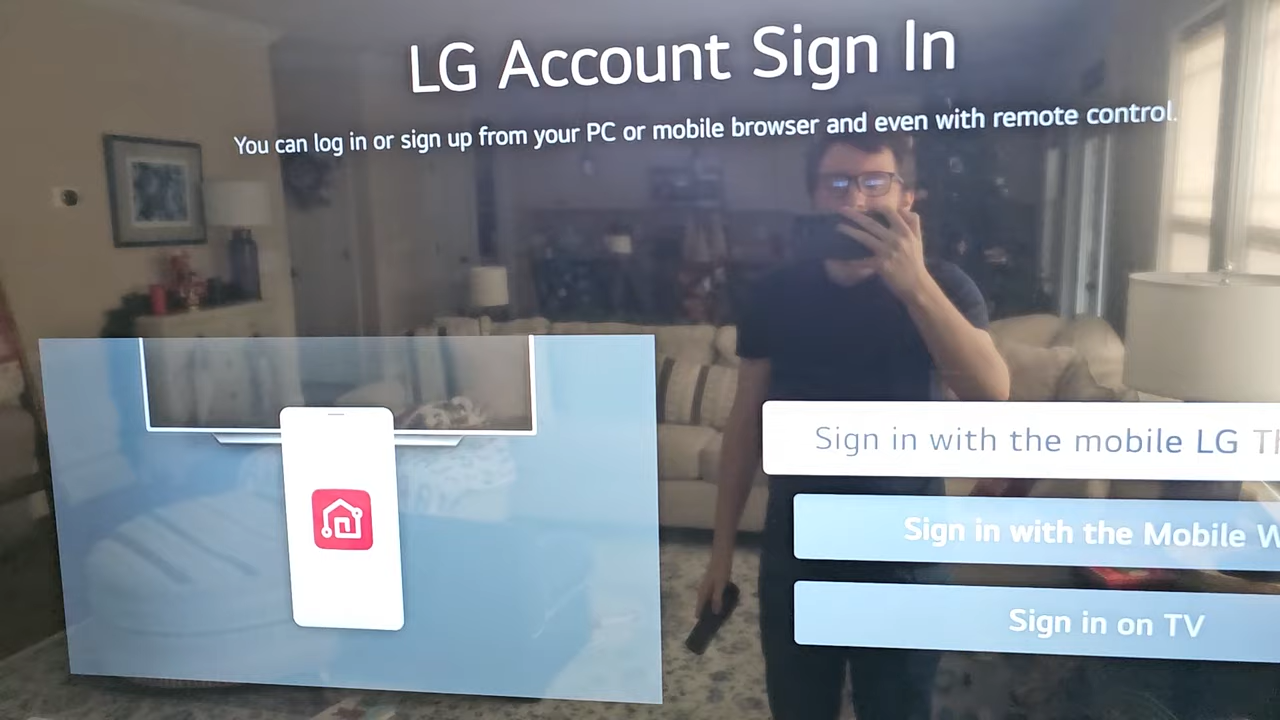 LG Account Sign In
You can log in or sign up from your PC or mobile browser and even with remote control.
Sign in with the mobile LG
Sign in with the Mobile
Sign in on TV